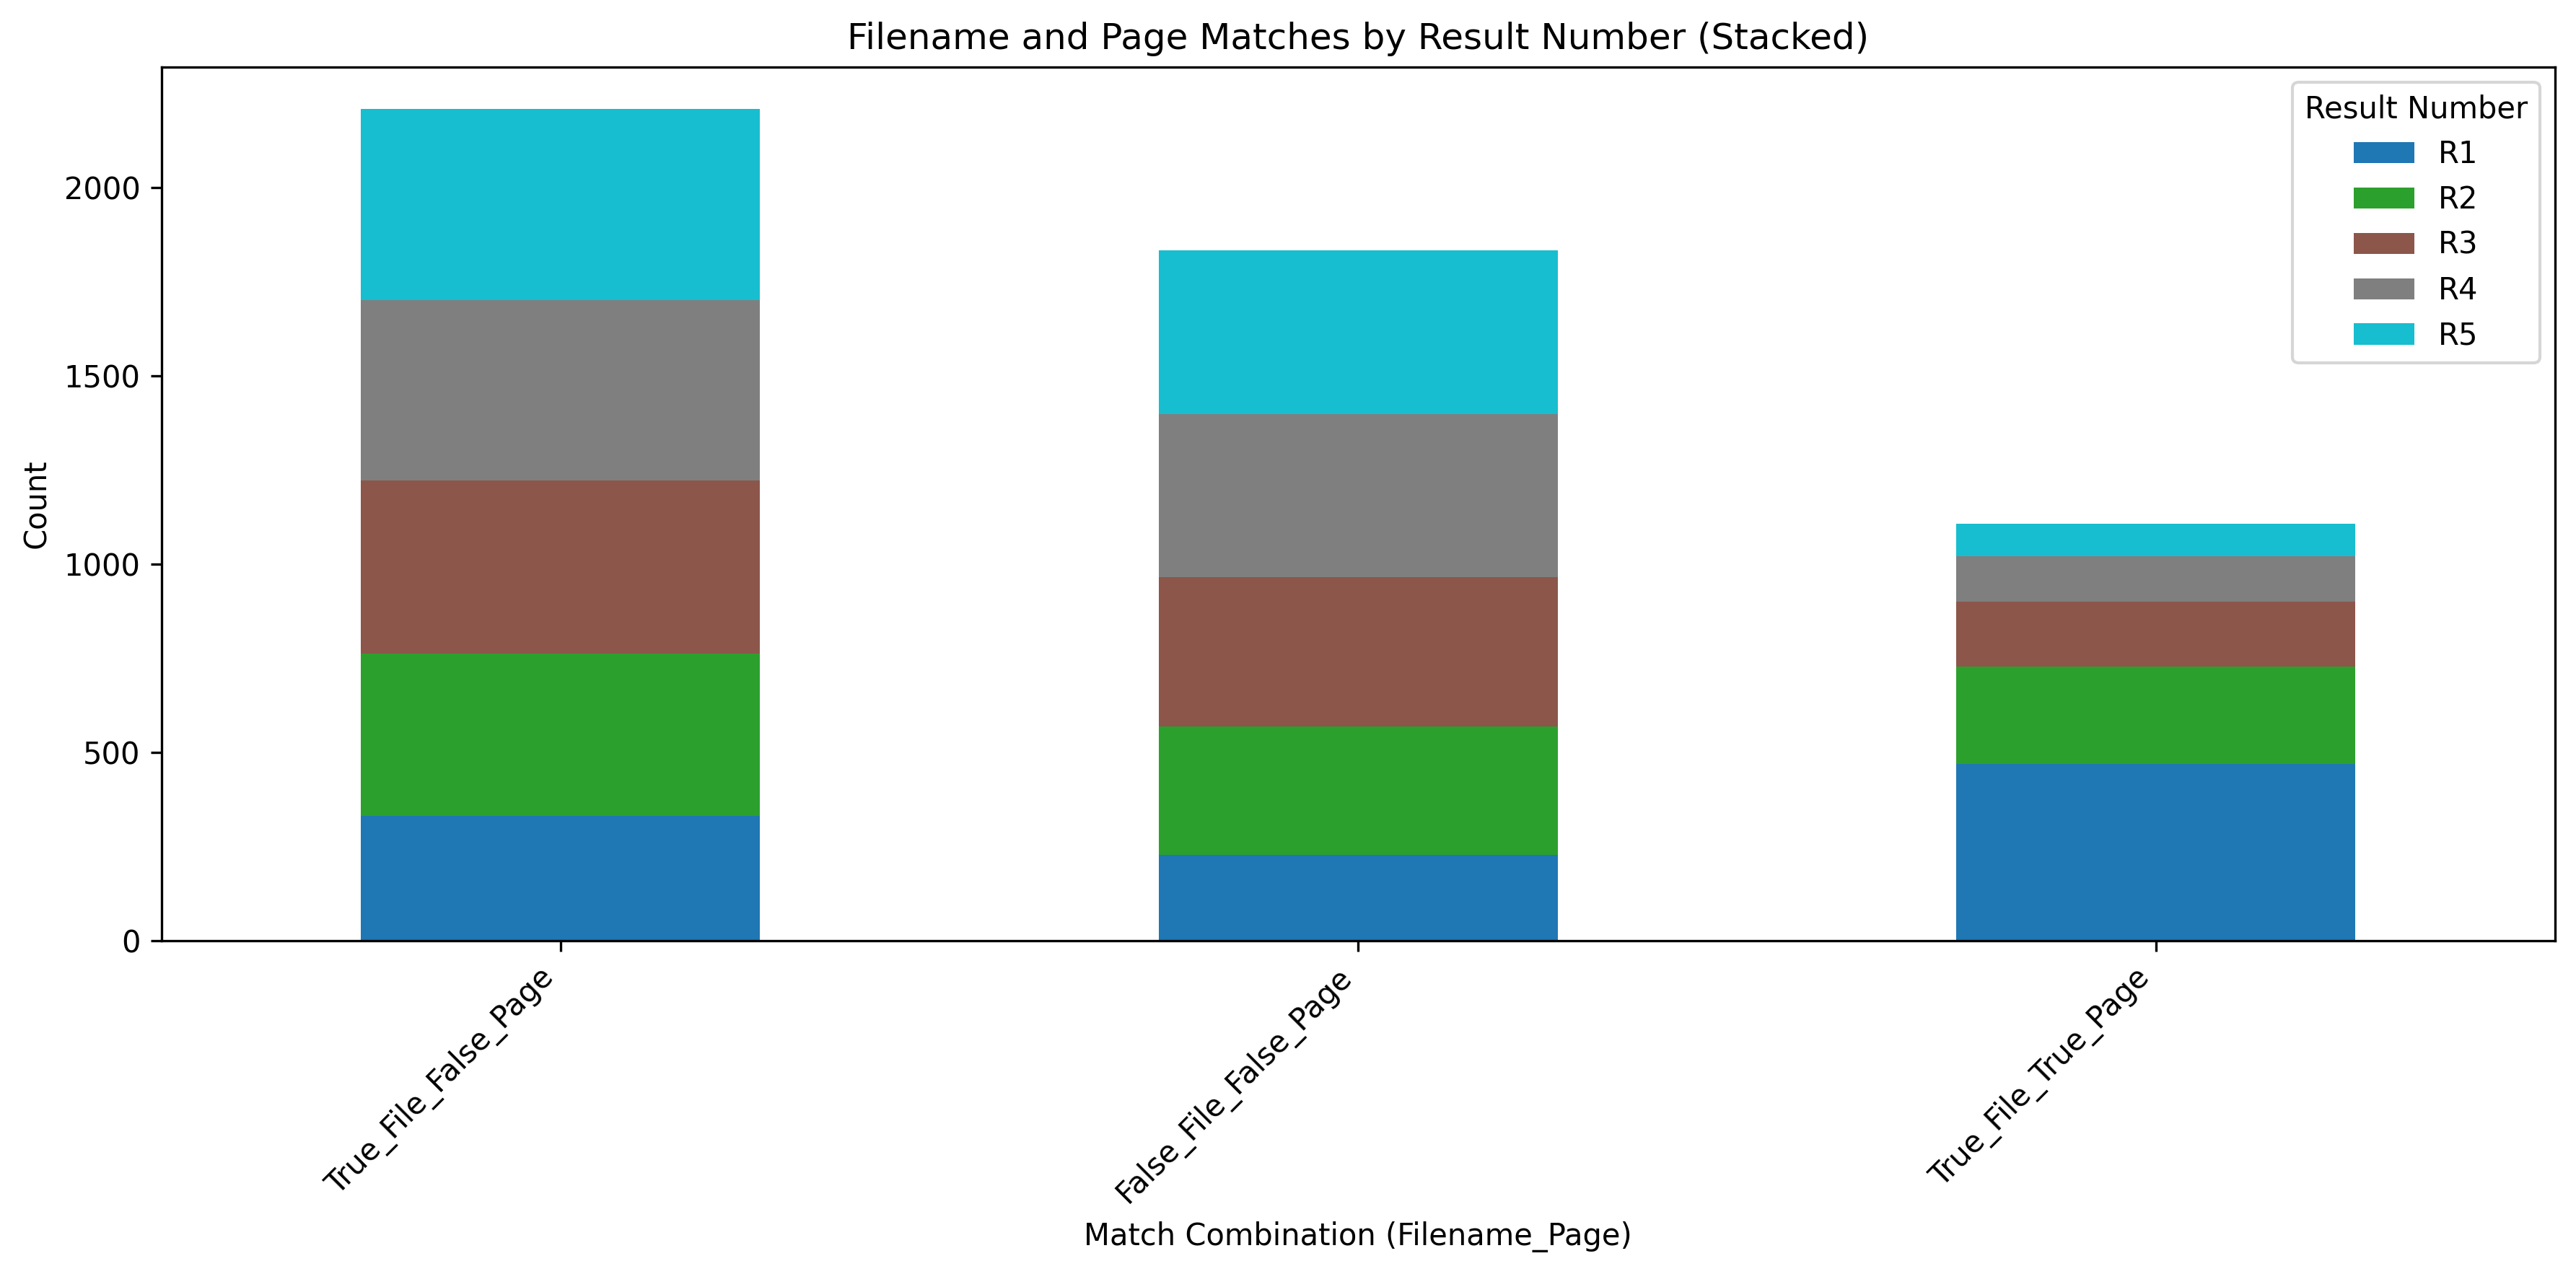 Filename and Page Matches by Result Number (Stacked)
Result Number
R1
R2
R3
R4
R5
Count
2000
1500
1000
500
0
True_File_False_Page
False_File_False_Page
True_File_True_Page
Match Combination (Filename_Page)